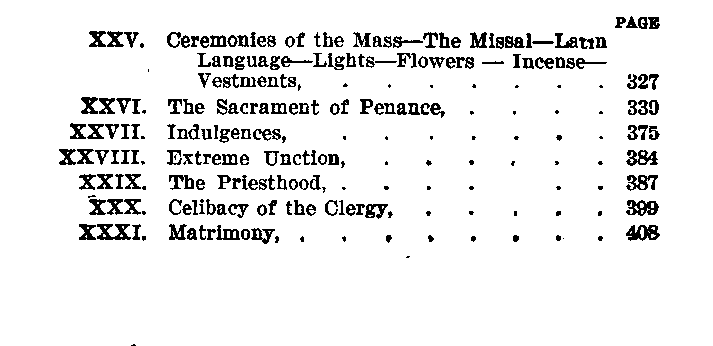 PAGE
XXV. Ceremonies of the Mass—The Missal—Latin
Language—Lights—Flowers — Incense—
Vestments, . . . . . . . 327
XXVI. The Sacrament of Penance, . . . . 339
XXVII. Indulgences, . . . . . . . 375
XXVIII. Extreme Unction, . . . . . . 384
XXIX. The Priesthood, . . . . . . 387
XXX. Celibacy of the Clergy, . . . . . 399
XXXI. Matrimony, . . . . . . . . 408